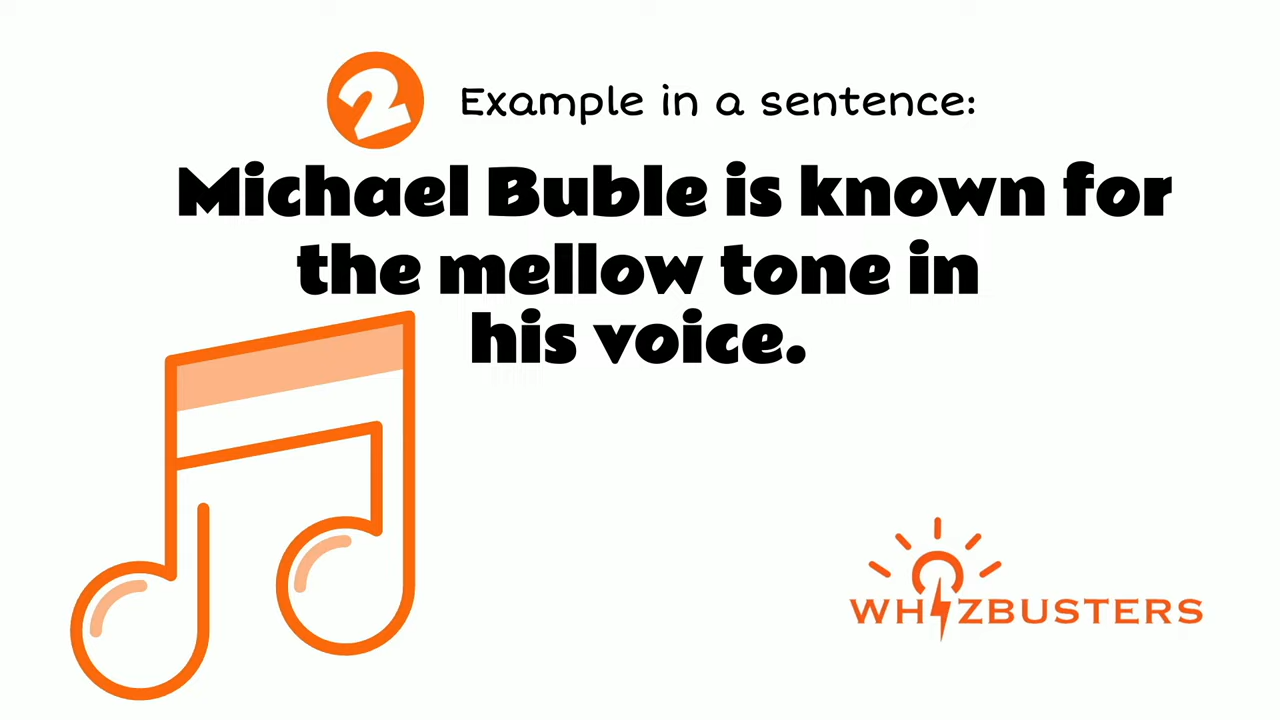 2 Example in a sentence:
Michael Buble is known for
the mellow tone in
his voice.
WHIZBUSTERS